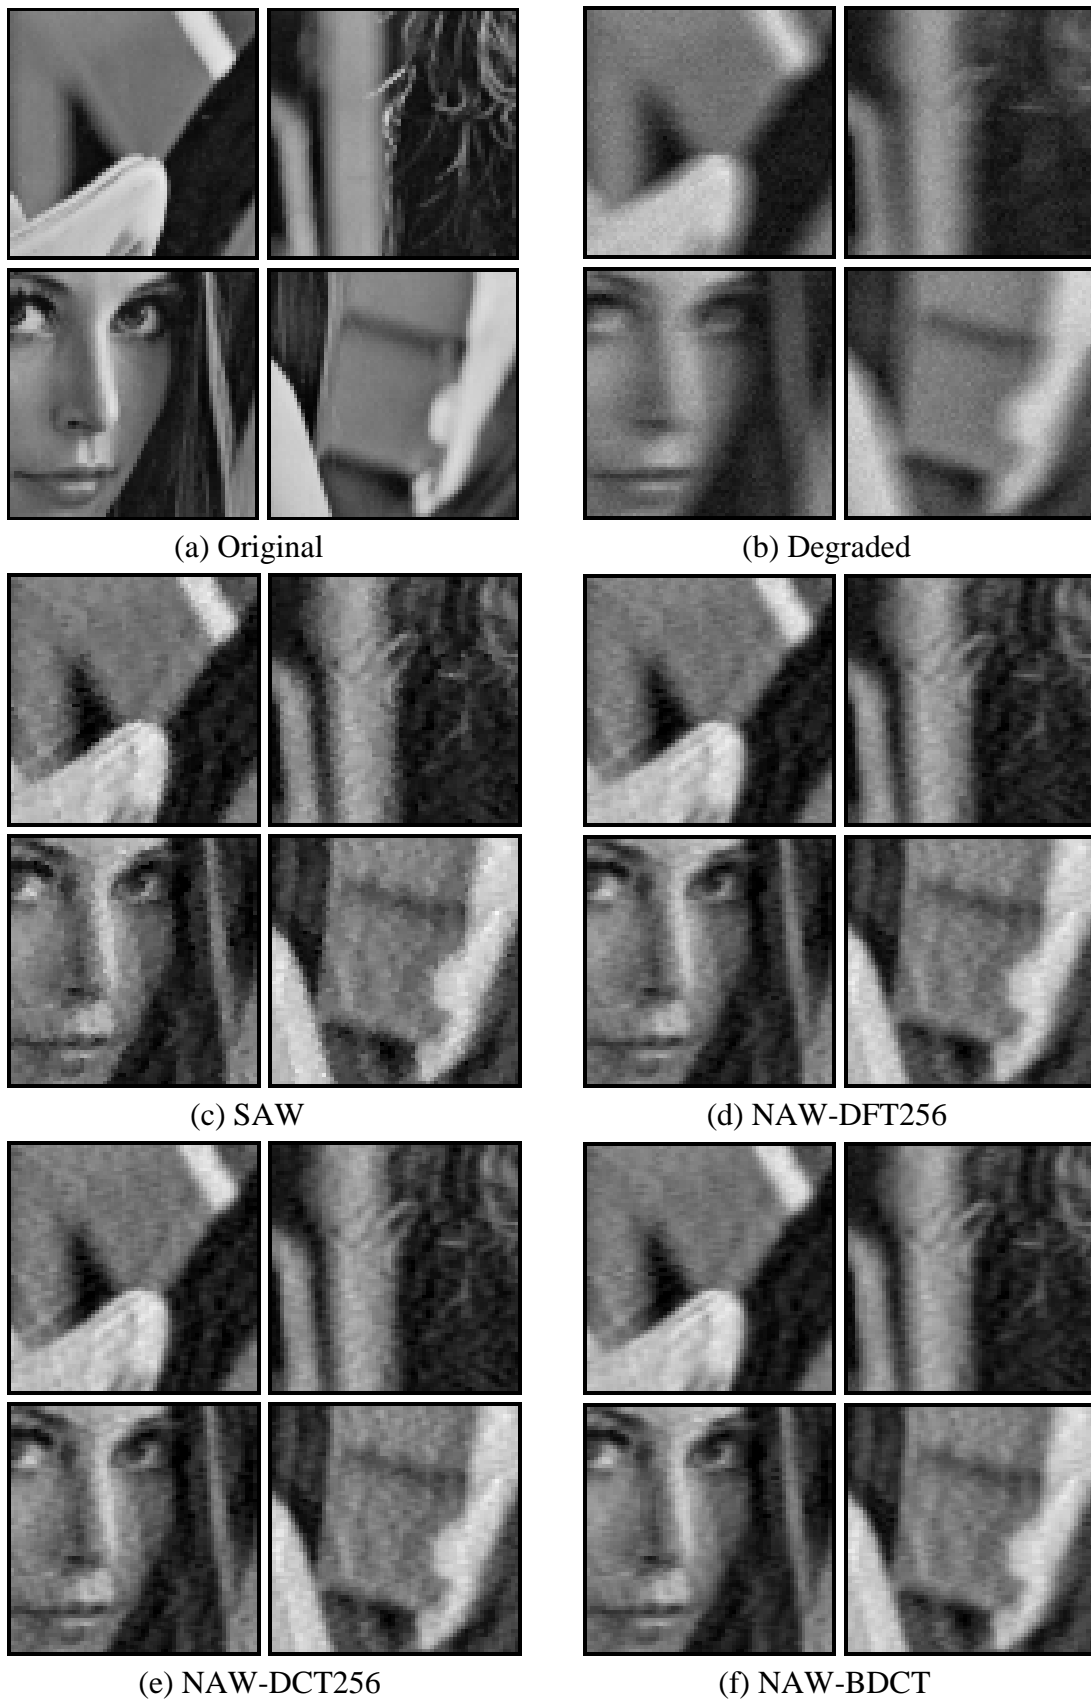 (a) Original
(b) Degraded
(c) SAW
(d) NAW-DFT256
(e) NAW-DCT256
(f) NAW-BDCT